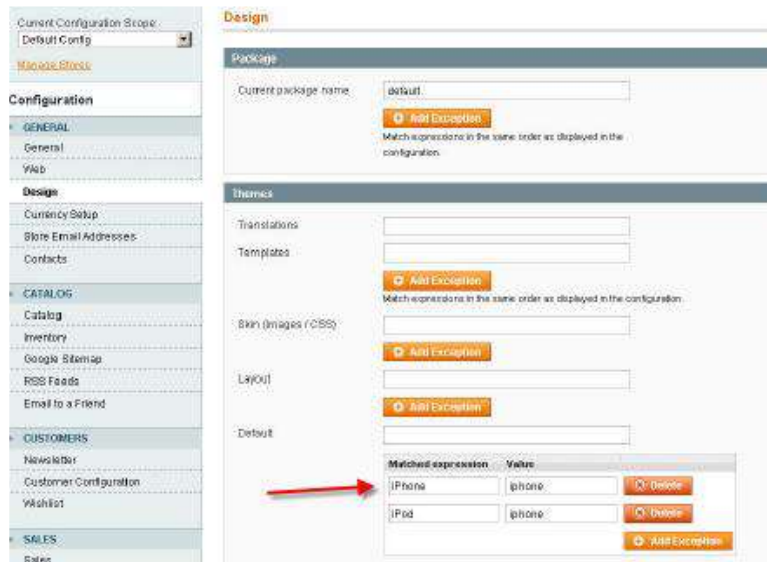 Current Configuration Scope:
Default Config
Manage Stores
Configuration
GENERAL
General
Web
Design
Currency Setup
Store Email Addresses
Contacts
CATALOG
Catalog
Inventory
Google Sitemap
RSS Feeds
Email to a Friend
CUSTOMERS
Newsletter
Customer Configuration
Wishlist
SALES
Sales
Design
Package
Current package name
default
Add Exception
Match expressions in the same order as displayed in the
configuration.
Themes
Translations
Templates
Add Exception
Match expressions in the same order as displayed in the configuration.
Skin (Images / CSS)
Add Exception
Layout
Add Exception
Default
Matched expression Value
iPhone iphone Delete
iPod iphone Delete
Add Exception